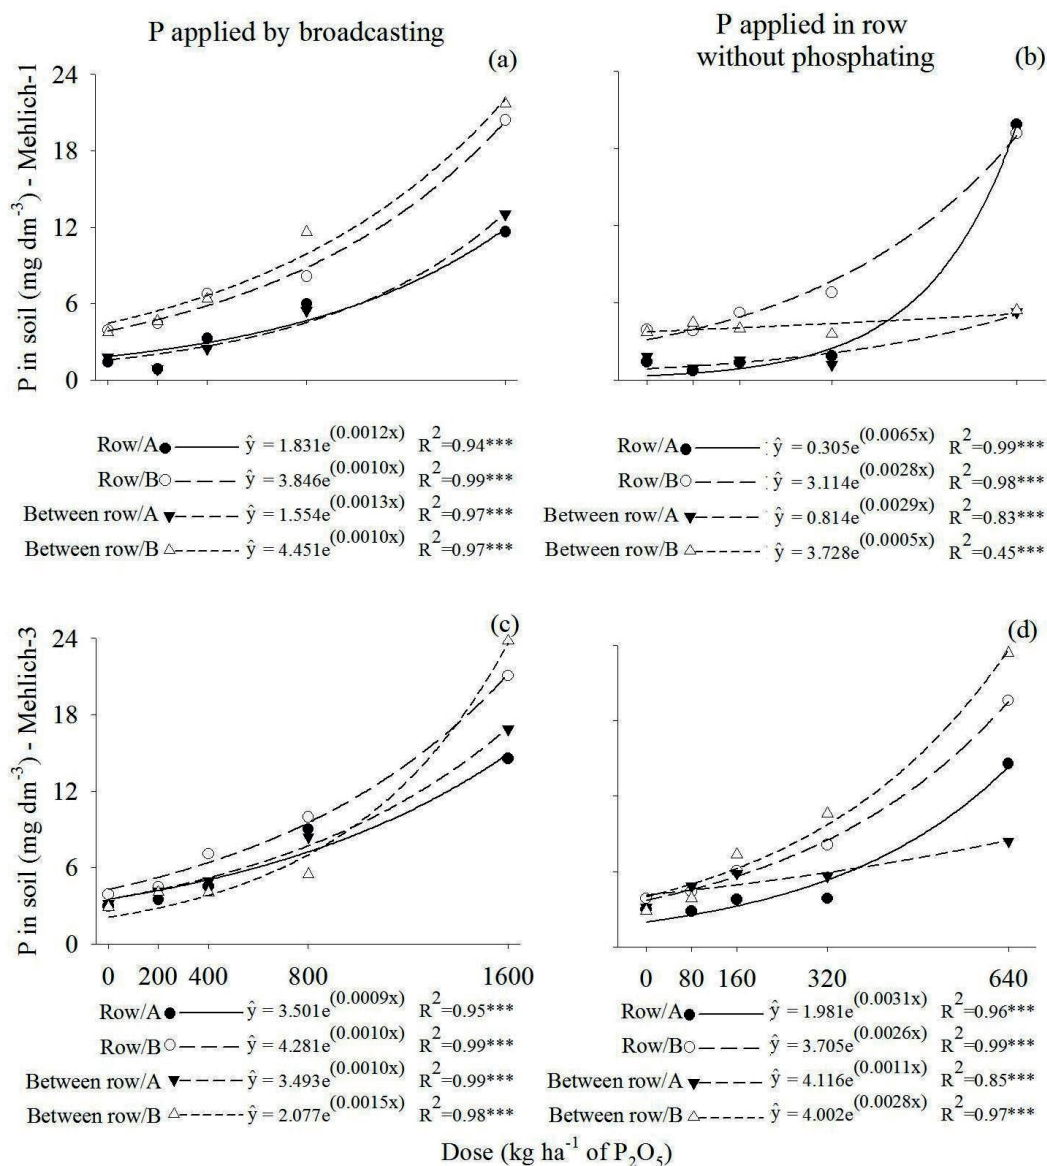 P applied by broadcasting
P applied in row
without phosphating
(a)
(b)
P in soil (mg dm⁻³) - Mehlich-1
24
18
12
6
0
Row/A ŷ = 1.831e^(0.0012x) R²=0.94***
Row/B ŷ = 3.846e^(0.0010x) R²=0.99***
Between row/A ŷ = 1.554e^(0.0013x) R²=0.97***
Between row/B ŷ = 4.451e^(0.0010x) R²=0.97***
Row/A ŷ = 0.305e^(0.0065x) R²=0.99***
Row/B ŷ = 3.114e^(0.0028x) R²=0.98***
Between row/A ŷ = 0.814e^(0.0029x) R²=0.83***
Between row/B ŷ = 3.728e^(0.0005x) R²=0.45***
(c)
(d)
P in soil (mg dm⁻³) - Mehlich-3
24
18
12
6
0
0 200 400 800 1600
0 80 160 320 640
Row/A ŷ = 3.501e^(0.0009x) R²=0.95***
Row/B ŷ = 4.281e^(0.0010x) R²=0.99***
Between row/A ŷ = 3.493e^(0.0010x) R²=0.99***
Between row/B ŷ = 2.077e^(0.0015x) R²=0.98***
Row/A ŷ = 1.981e^(0.0031x) R²=0.96***
Row/B ŷ = 3.705e^(0.0026x) R²=0.99***
Between row/A ŷ = 4.116e^(0.0011x) R²=0.85***
Between row/B ŷ = 4.002e^(0.0028x) R²=0.97***
Dose (kg ha⁻¹ of P₂O₅)